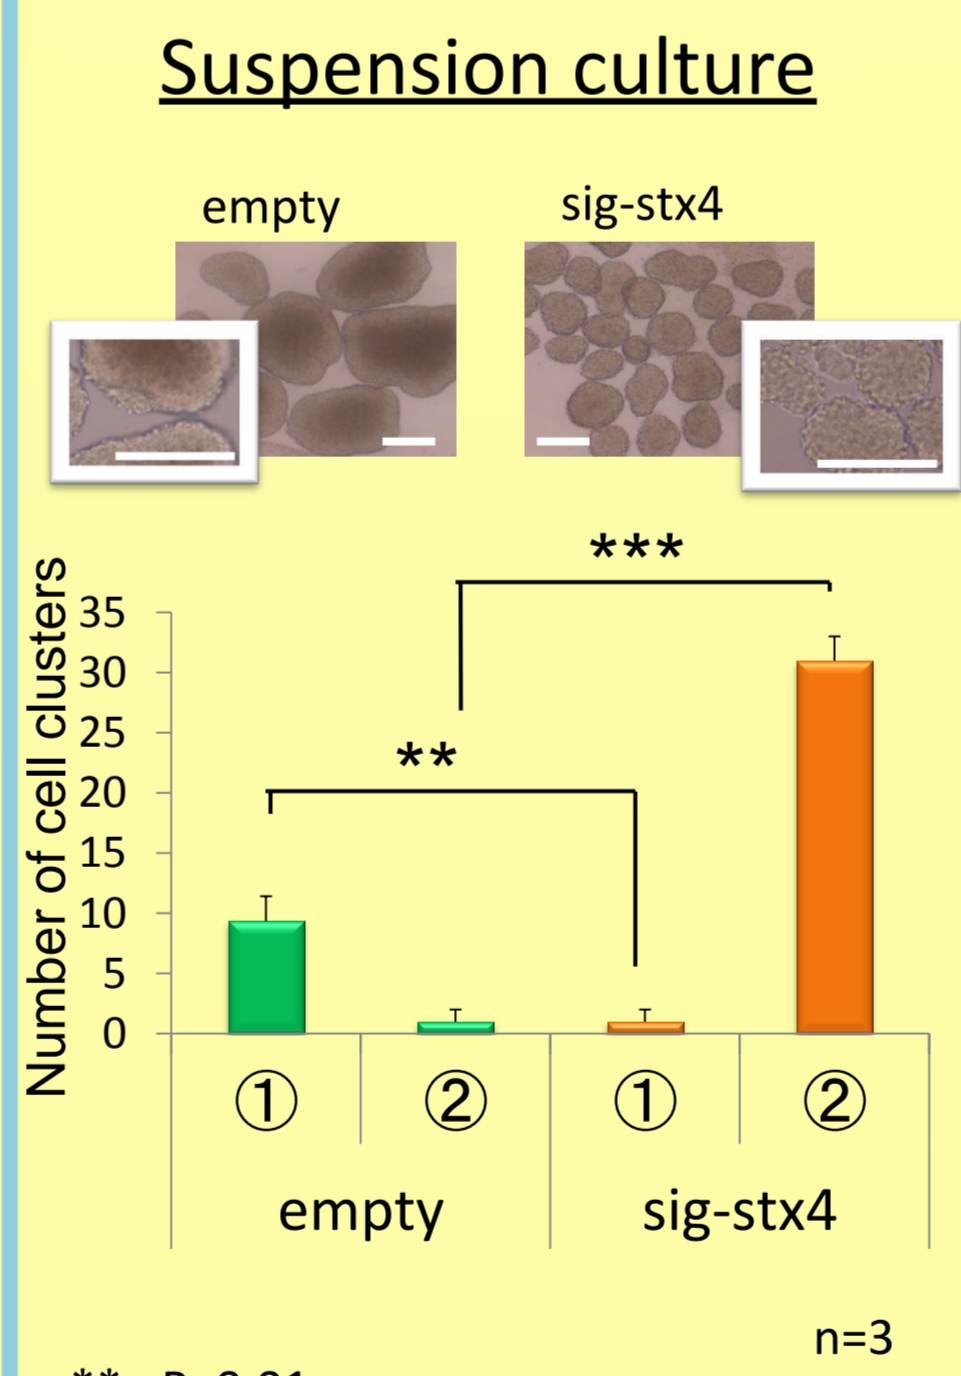 Suspension culture
empty
sig-stx4
***
**
Number of cell clusters
35
30
25
20
15
10
5
0
① ② ① ②
empty sig-stx4
n=3
**